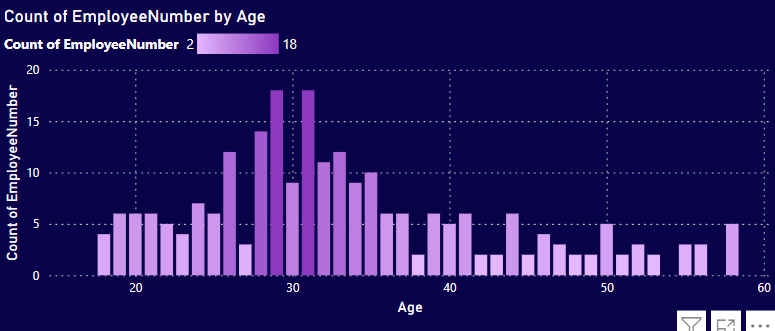 Count of EmployeeNumber by Age
Count of EmployeeNumber 2 18
Count of EmployeeNumber
20
15
10
5
0
20 30 40 50 60
Age